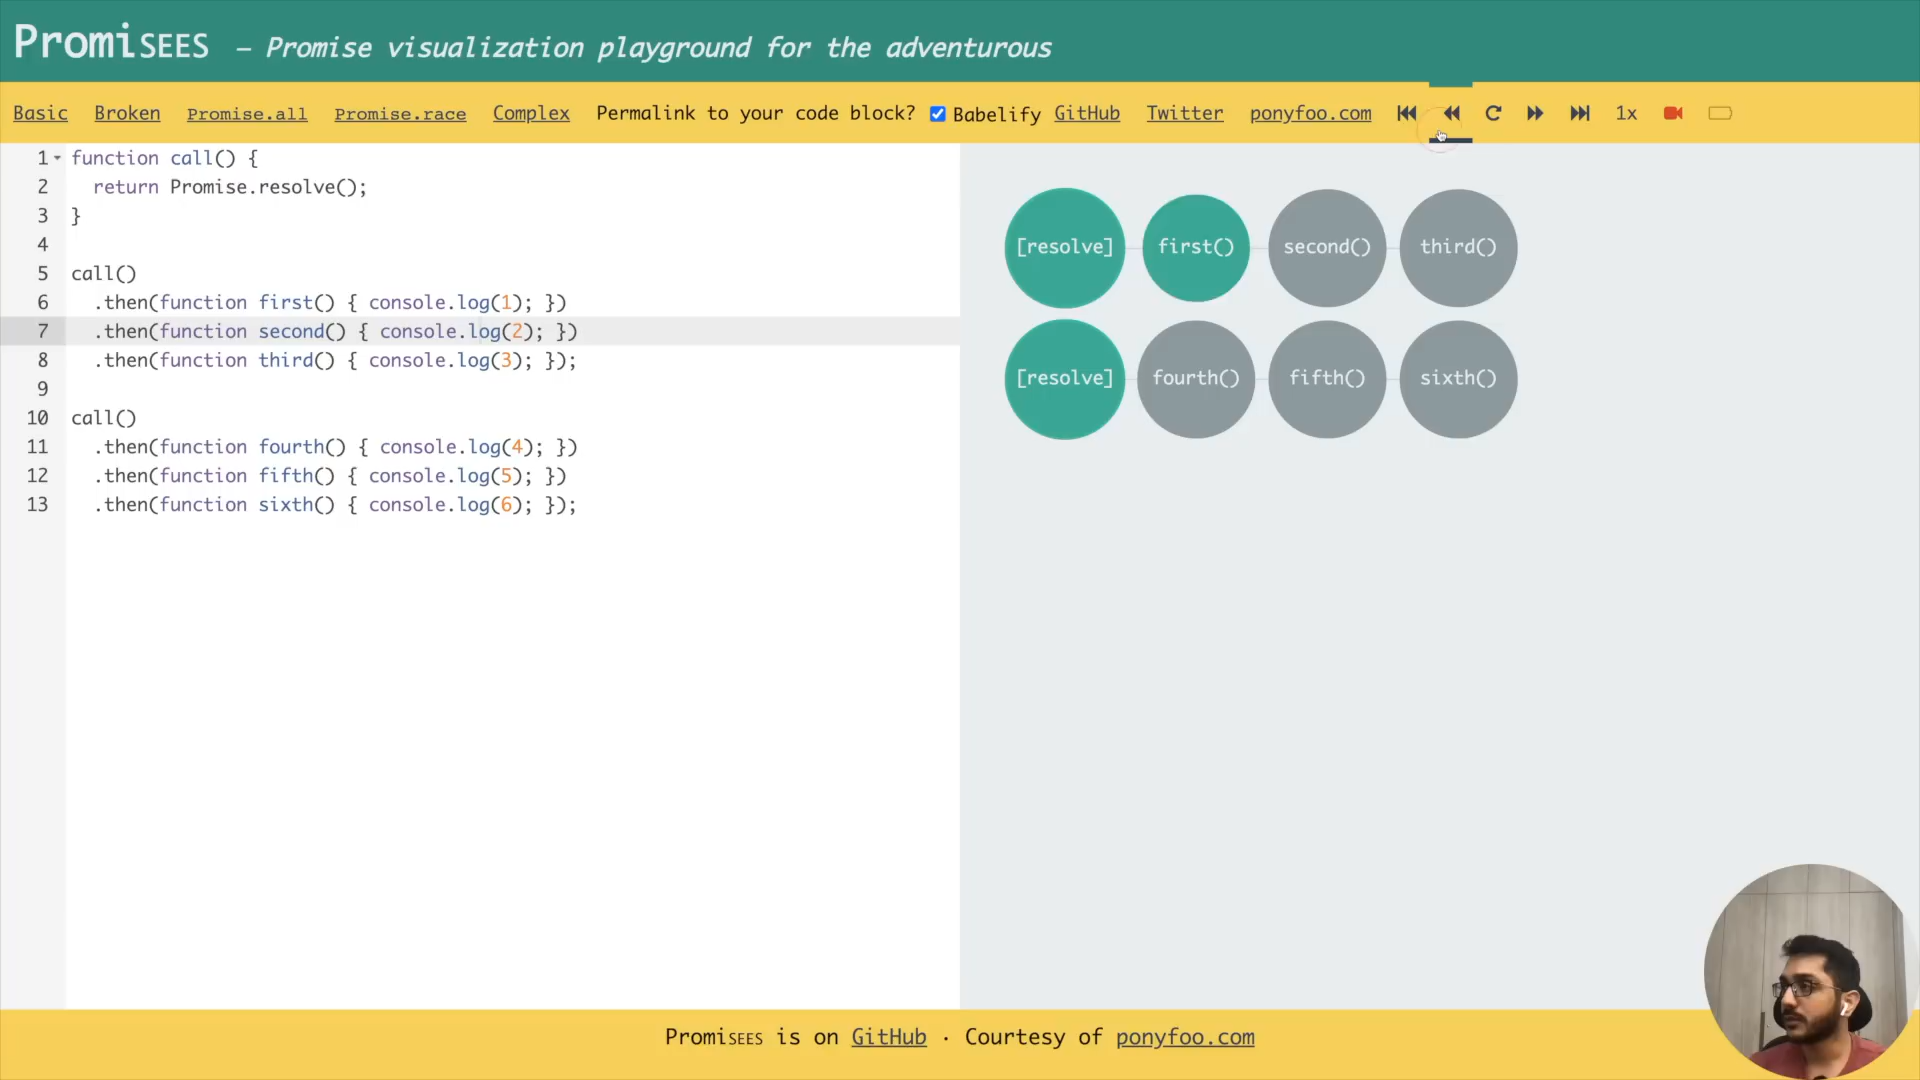 PromiSEES – Promise visualization playground for the adventurous
Basic Broken Promise.all Promise.race Complex Permalink to your code block? Babelify GitHub Twitter ponyfoo.com 1x
1 function call() {
2 return Promise.resolve();
3 }
4
5 call()
6 .then(function first() { console.log(1); })
7 .then(function second() { console.log(2); })
8 .then(function third() { console.log(3); });
9
10 call()
11 .then(function fourth() { console.log(4); })
12 .then(function fifth() { console.log(5); })
13 .then(function sixth() { console.log(6); });
[resolve] first() second() third()
[resolve] fourth() fifth() sixth()
PromiSEES is on GitHub · Courtesy of ponyfoo.com